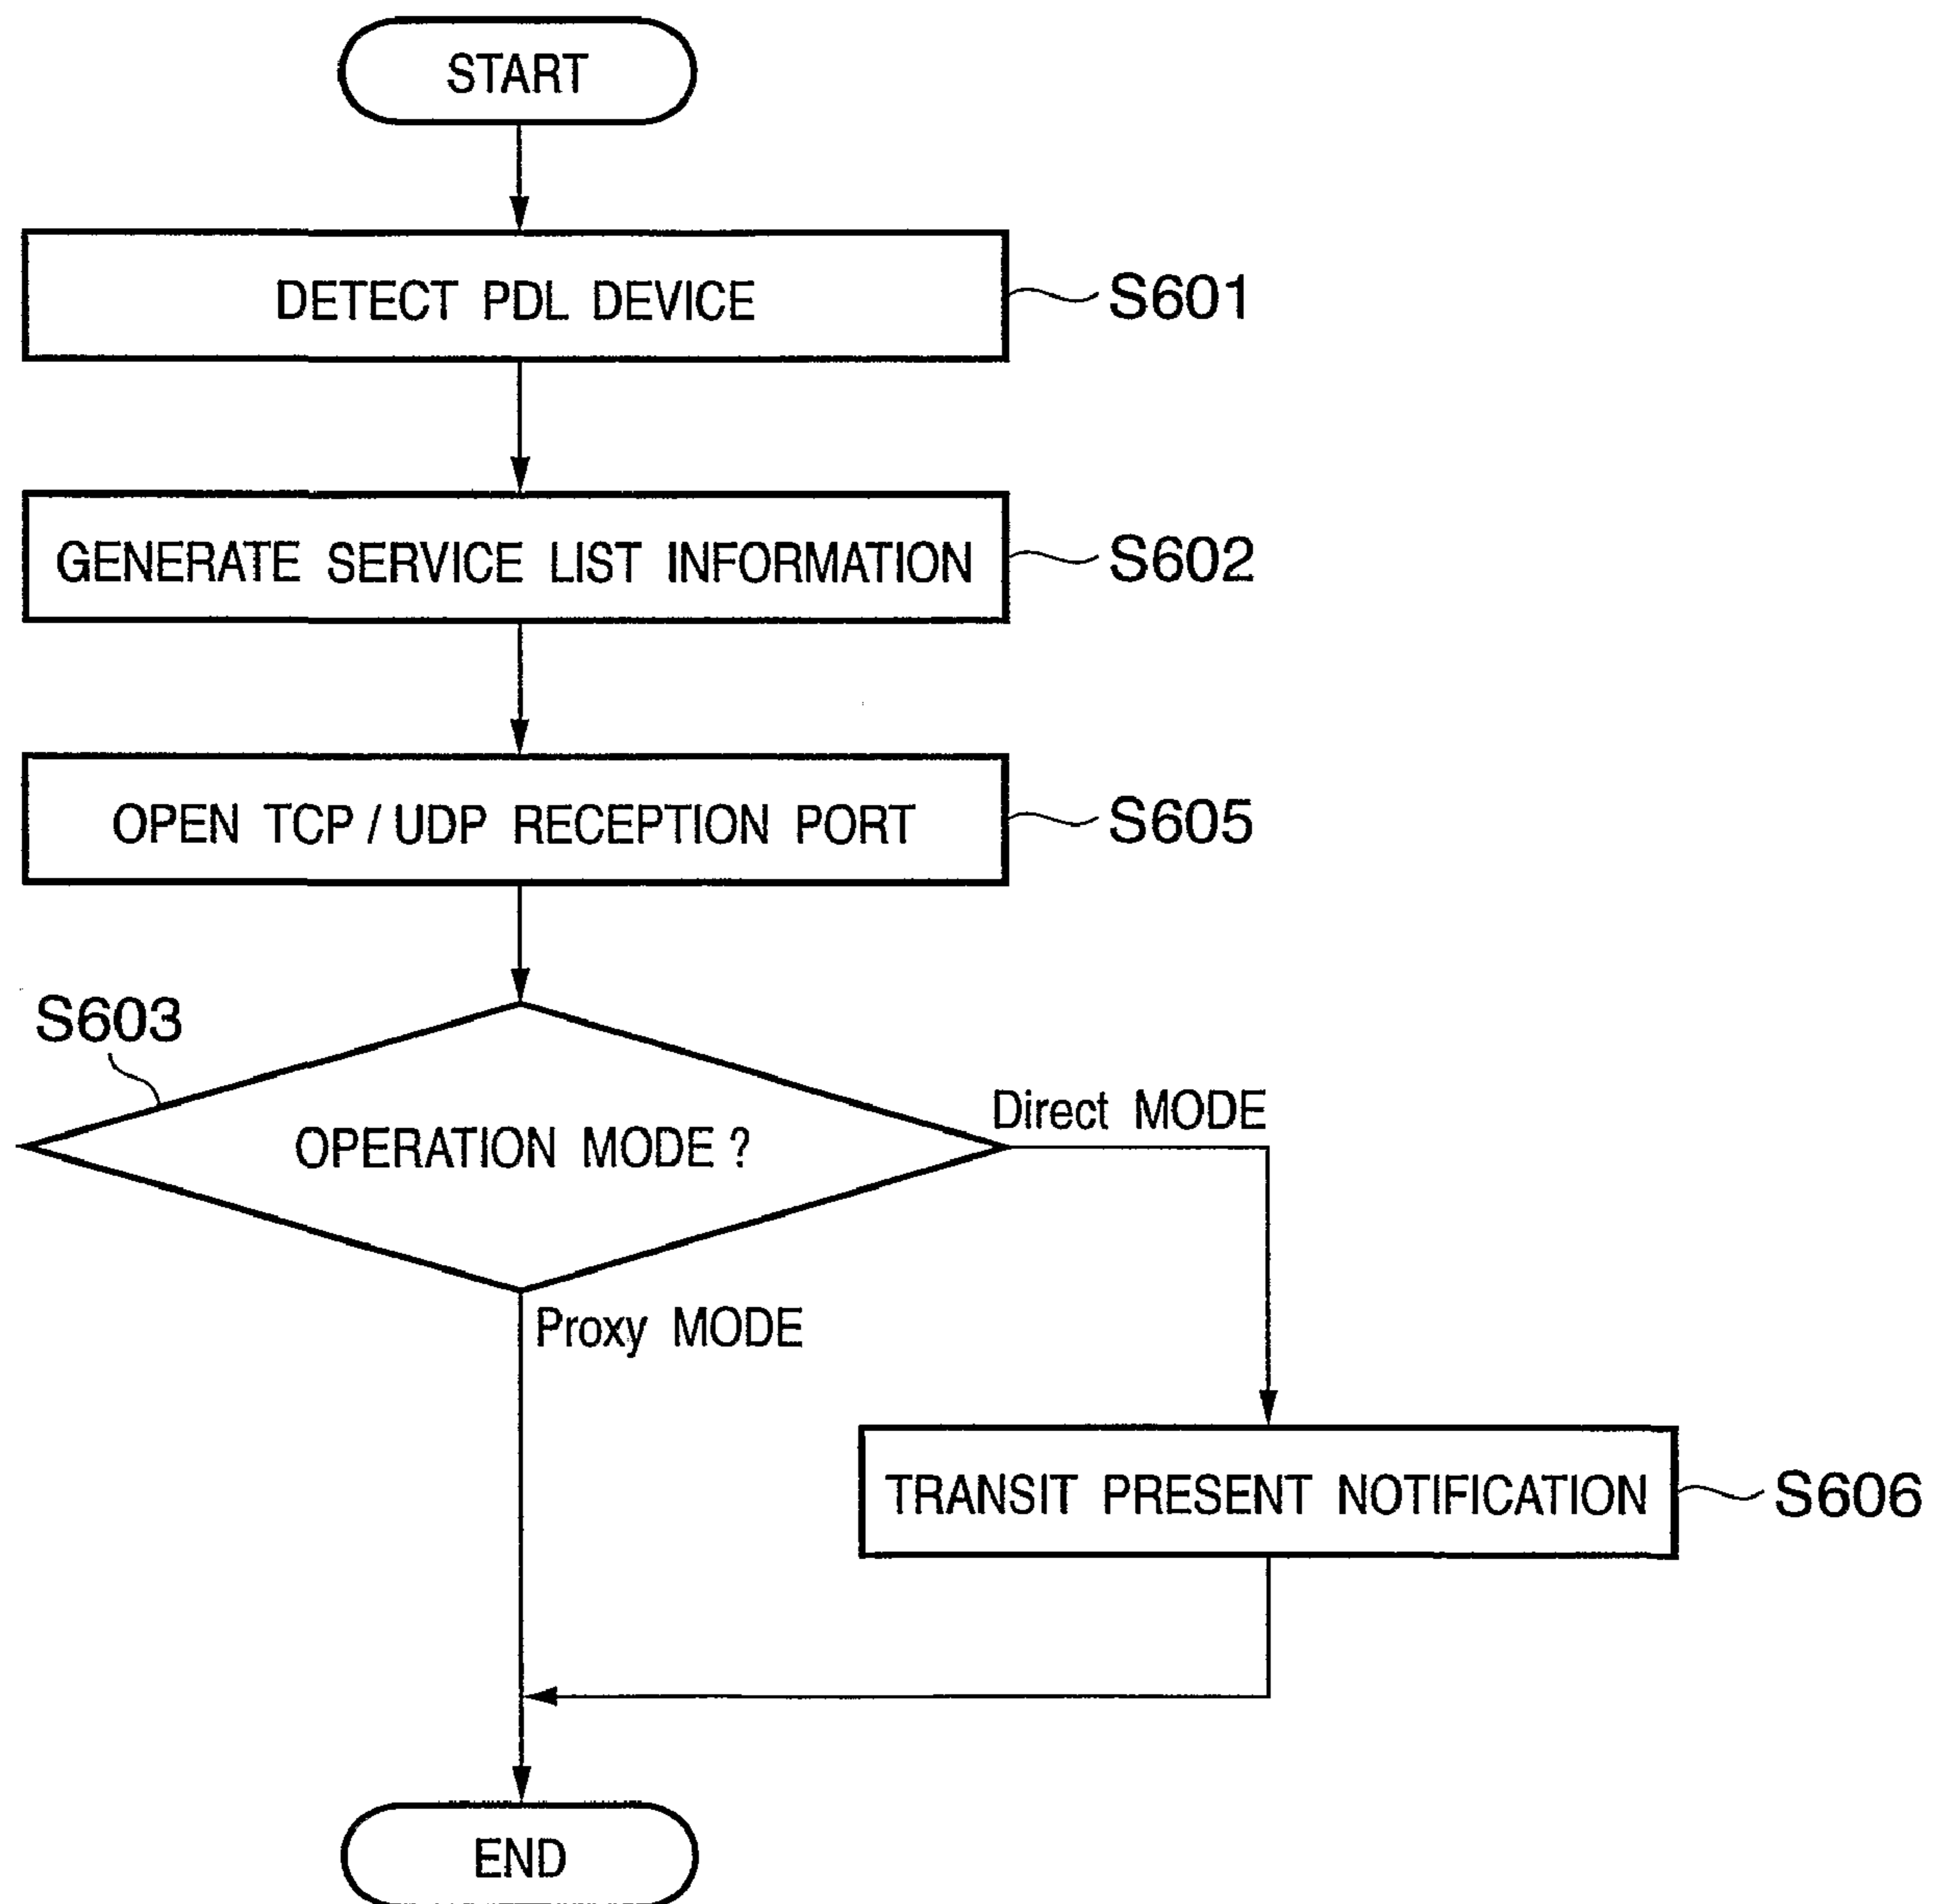 START
DETECT PDL DEVICE
S601
GENERATE SERVICE LIST INFORMATION
S602
OPEN TCP / UDP RECEPTION PORT
S605
S603
OPERATION MODE ?
Direct MODE
Proxy MODE
TRANSIT PRESENT NOTIFICATION
S606
END